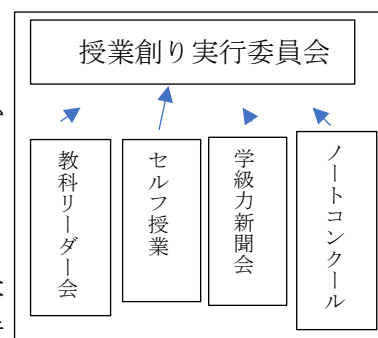 授業創り実行委員会
教科リーダー会
セルフ授業
学級力新聞会
ノートコンクール